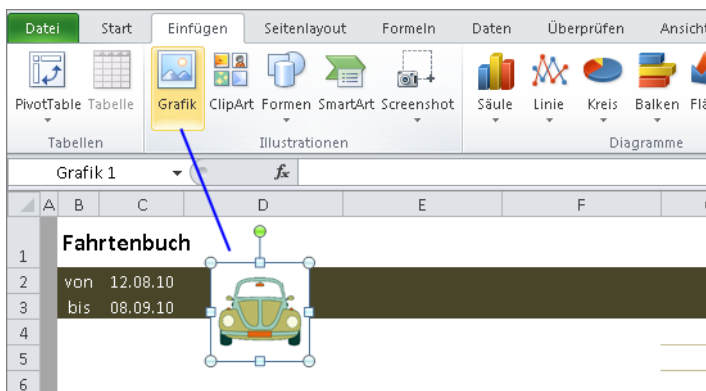 Datei Start Einfügen Seitenlayout Formeln Daten Überprüfen Ansicht
PivotTable Tabelle Grafik ClipArt Formen SmartArt Screenshot Säule Linie Kreis Balken Flä
Tabellen Illustrationen Diagramme
Grafik 1 fx
A B C D E F
1 Fahrtenbuch
2 von 12.08.10
3 bis 08.09.10
4
5
6